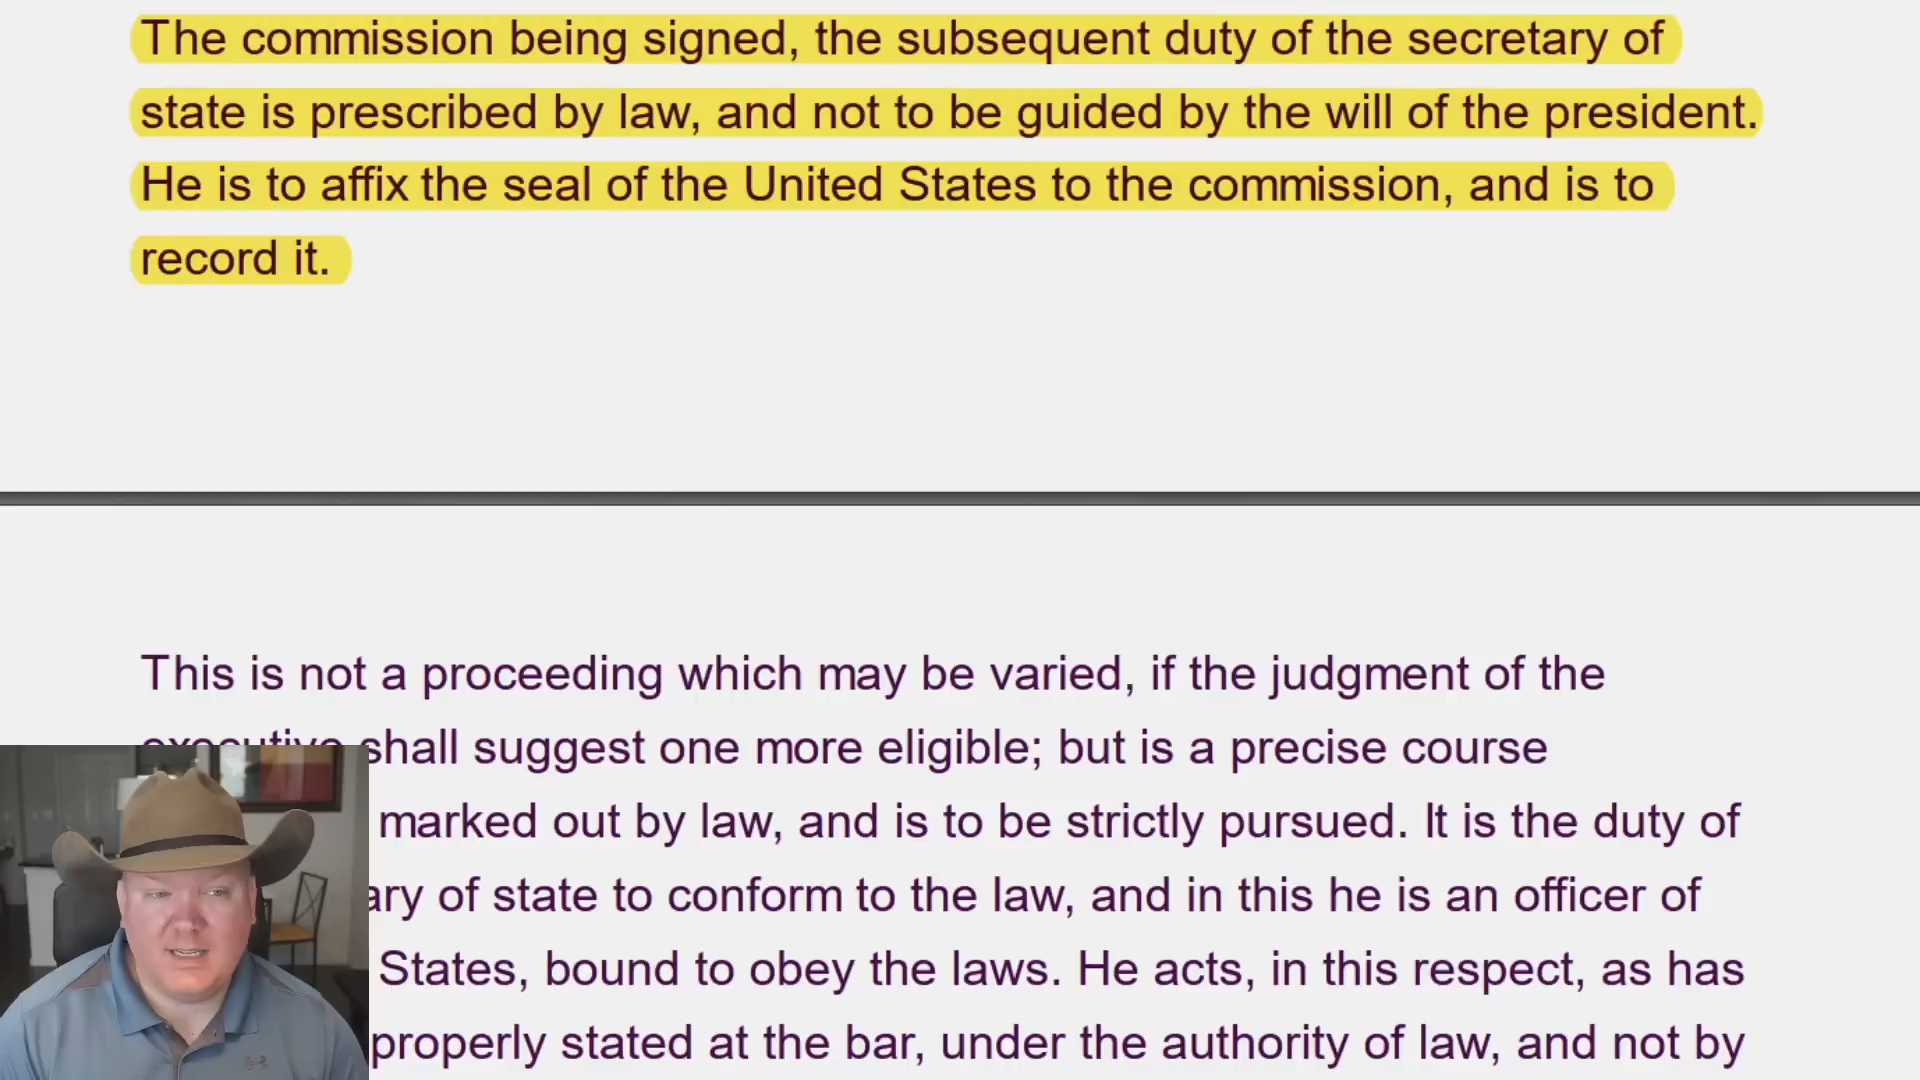 The commission being signed, the subsequent duty of the secretary of
state is prescribed by law, and not to be guided by the will of the president.
He is to affix the seal of the United States to the commission, and is to
record it.
This is not a proceeding which may be varied, if the judgment of the
executive shall suggest one more eligible; but is a precise course
marked out by law, and is to be strictly pursued. It is the duty of
ary of state to conform to the law, and in this he is an officer of
States, bound to obey the laws. He acts, in this respect, as has
properly stated at the bar, under the authority of law, and not by